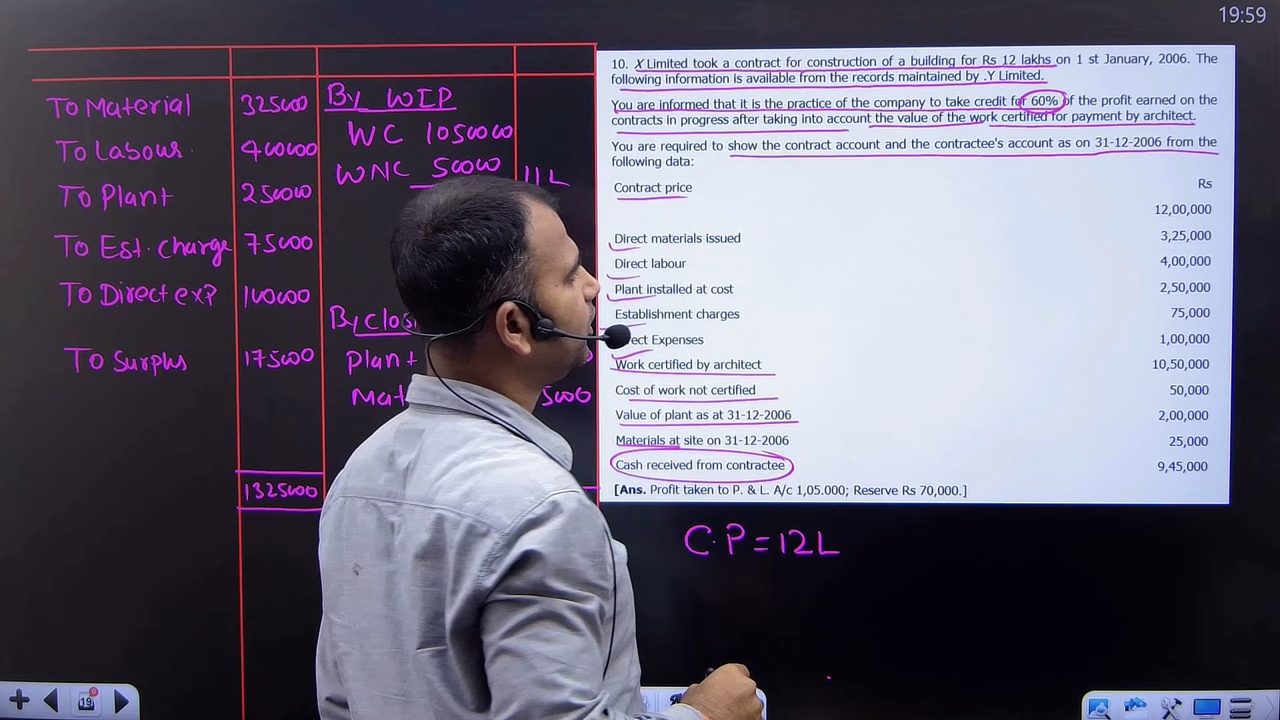 19:59
To Material 325000
To Labour 400000
To Plant 250000
To Est. charge 75000
To Direct exp 100000
To Surplus 175000
1325000
By WIP
WC 1050000
WNC 50000 11L
Plant
5000
10. X Limited took a contract for construction of a building for Rs 12 lakhs on 1 st January, 2006. The
following information is available from the records maintained by .Y Limited.
You are informed that it is the practice of the company to take credit for 60% of the profit earned on the
contracts in progress after taking into account the value of the work certified for payment by architect.
You are required to show the contract account and the contractee's account as on 31-12-2006 from the
following data:
Contract price Rs
12,00,000
Direct materials issued 3,25,000
Direct labour 4,00,000
Plant installed at cost 2,50,000
Establishment charges 75,000
Expenses 1,00,000
Work certified by architect 10,50,000
Cost of work not certified 50,000
Value of plant as at 31-12-2006 2,00,000
Materials at site on 31-12-2006 25,000
Cash received from contractee 9,45,000
[Ans. Profit taken to P. & L. A/c 1,05.000; Reserve Rs 70,000.]
C.P = 12L
19